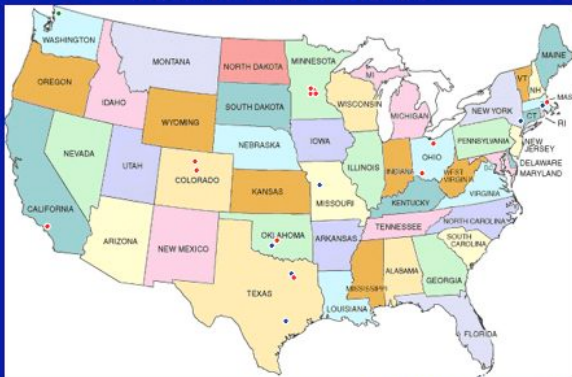 WASHINGTON
MONTANA
NORTH DAKOTA
MINNESOTA
MAINE
OREGON
IDAHO
WYOMING
SOUTH DAKOTA
WISCONSIN
MI
MICHIGAN
VT
NH
MAS
NEW YORK
CT
RI
NEVADA
UTAH
COLORADO
NEBRASKA
IOWA
ILLINOIS
INDIANA
OHIO
PENNSYLVANIA
NEW
JERSEY
DELAWARE
MARYLAND
CALIFORNIA
KANSAS
MISSOURI
KENTUCKY
WEST
VIRGINIA
VIRGINIA
ARIZONA
NEW MEXICO
OKLAHOMA
ARKANSAS
TENNESSEE
NORTH CAROLINA
SOUTH
CAROLINA
TEXAS
LOUISIANA
MISSISSIPPI
ALABAMA
GEORGIA
FLORIDA